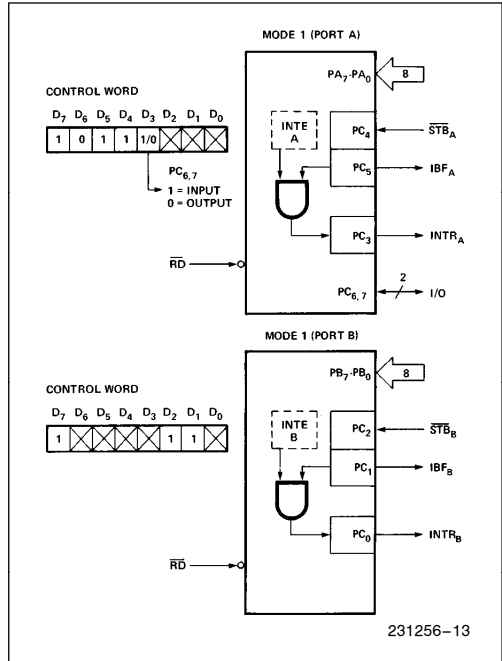 MODE 1 (PORT A)
PA7-PA0
8
CONTROL WORD
D7 D6 D5 D4 D3 D2 D1 D0
1 0 1 1 1/0
PC6,7
1 = INPUT
0 = OUTPUT
INTE
A
PC4
STBA
PC5
IBFA
PC3
INTRA
RD
PC6, 7
2
I/O
MODE 1 (PORT B)
PB7-PB0
8
CONTROL WORD
D7 D6 D5 D4 D3 D2 D1 D0
1 1 1
INTE
B
PC2
STBB
PC1
IBFB
PC0
INTRB
RD
231256–13